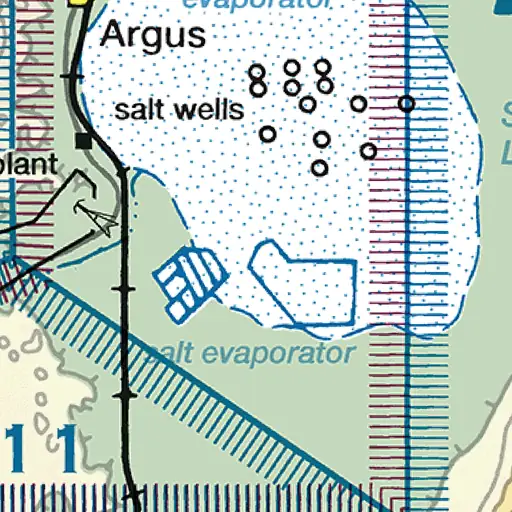 evaporator
Argus
salt wells
plant
salt evaporator
11